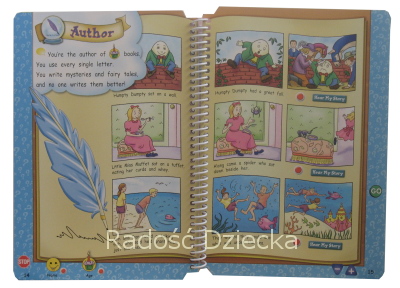 Author
You're the author of books.
You use every single letter.
You write mysteries and fairy tales,
and no one writes them better!
Humpty Dumpty sat on a wall.
Humpty Dumpty had a great fall.
Hear My Story
Little Miss Muffet sat on a tuffet
eating her curds and whey.
Along came a spider who sat
down beside her.
Hear My Story
Hear My Story
Radość Dziecka
STOP
GO